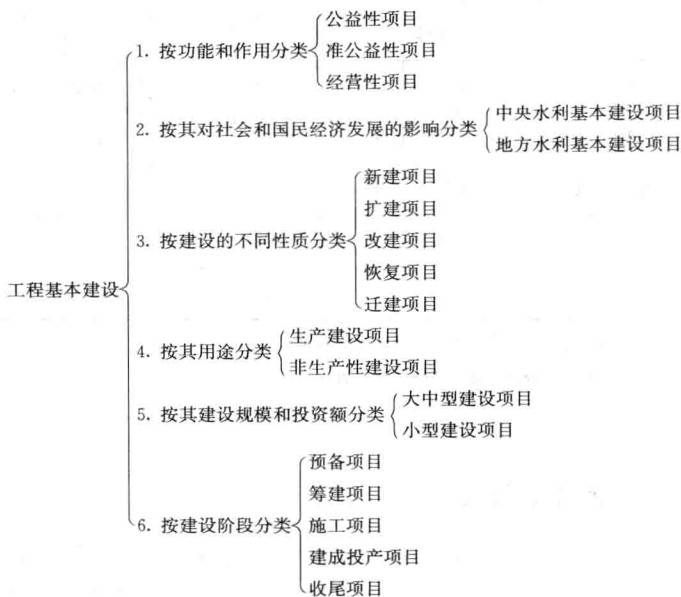 工程基本建设
1. 按功能和作用分类
公益性项目
准公益性项目
经营性项目
2. 按其对社会和国民经济发展的影响分类
中央水利基本建设项目
地方水利基本建设项目
3. 按建设的不同性质分类
新建项目
扩建项目
改建项目
恢复项目
迁建项目
4. 按其用途分类
生产建设项目
非生产性建设项目
5. 按其建设规模和投资额分类
大中型建设项目
小型建设项目
6. 按建设阶段分类
预备项目
筹建项目
施工项目
建成投产项目
收尾项目